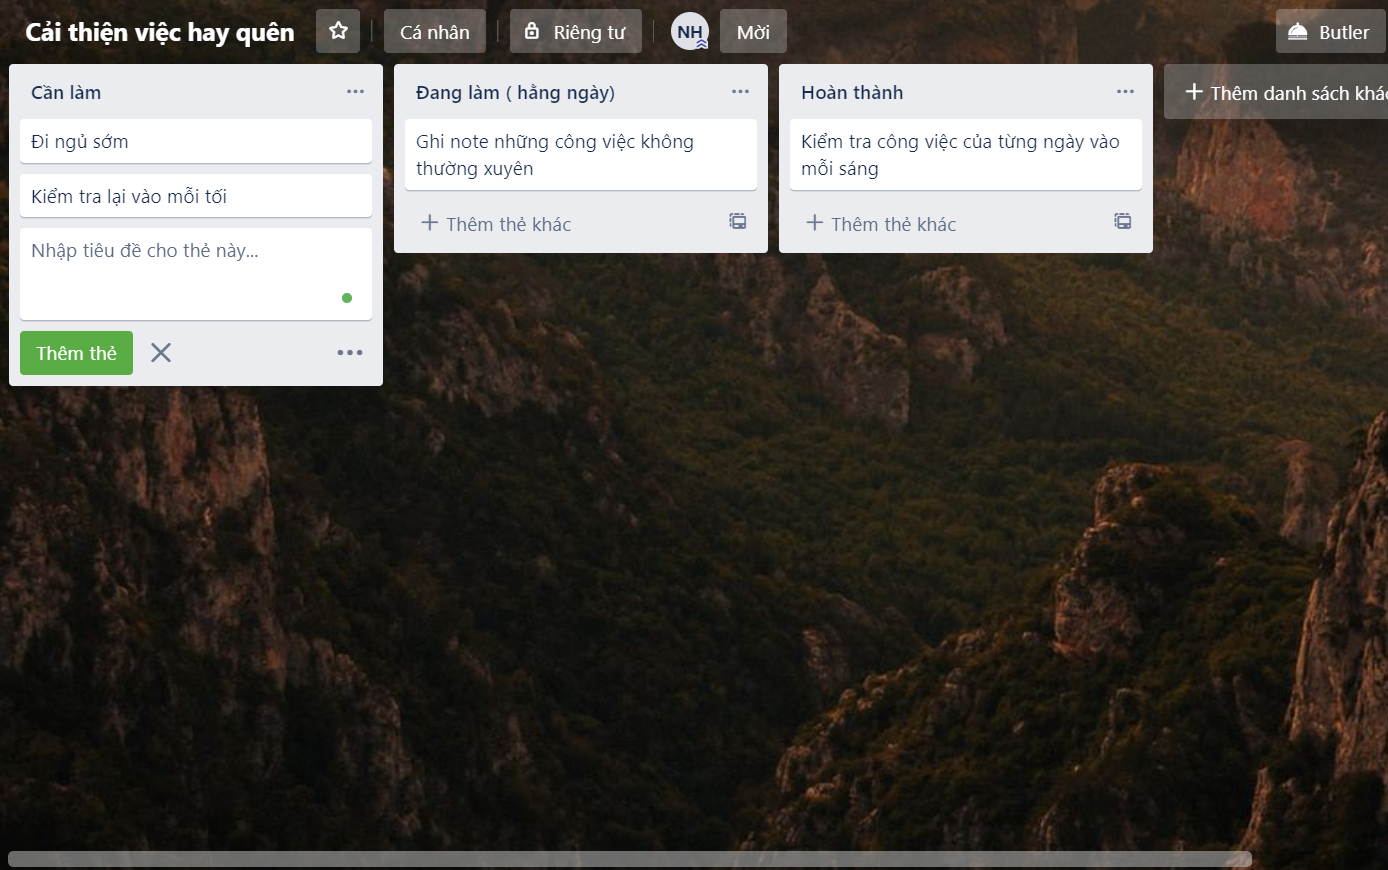 Cải thiện việc hay quên
Cá nhân
Riêng tư
NH
Mời
Butler
Cần làm
Đi ngủ sớm
Kiểm tra lại vào mỗi tối
Nhập tiêu đề cho thẻ này...
Thêm thẻ
Đang làm ( hằng ngày)
Ghi note những công việc không
thường xuyên
Thêm thẻ khác
Hoàn thành
Kiểm tra công việc của từng ngày vào
mỗi sáng
Thêm thẻ khác
Thêm danh sách khác